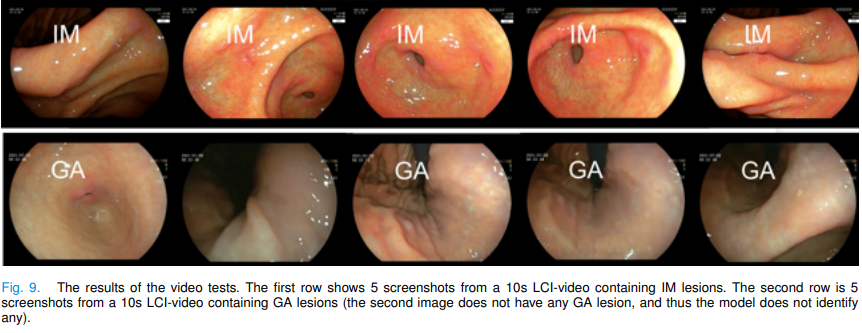 IM IM IM IM IM
GA GA GA GA
Fig. 9. The results of the video tests. The first row shows 5 screenshots from a 10s LCI-video containing IM lesions. The second row is 5
screenshots from a 10s LCI-video containing GA lesions (the second image does not have any GA lesion, and thus the model does not identify
any).